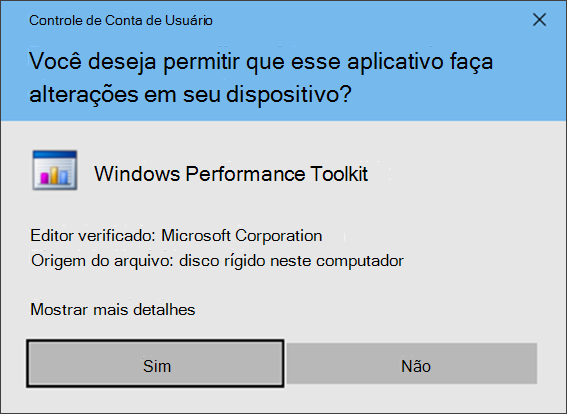 Controle de Conta de Usuário
Você deseja permitir que esse aplicativo faça
alterações em seu dispositivo?
Windows Performance Toolkit
Editor verificado: Microsoft Corporation
Origem do arquivo: disco rígido neste computador
Mostrar mais detalhes
Sim
Não